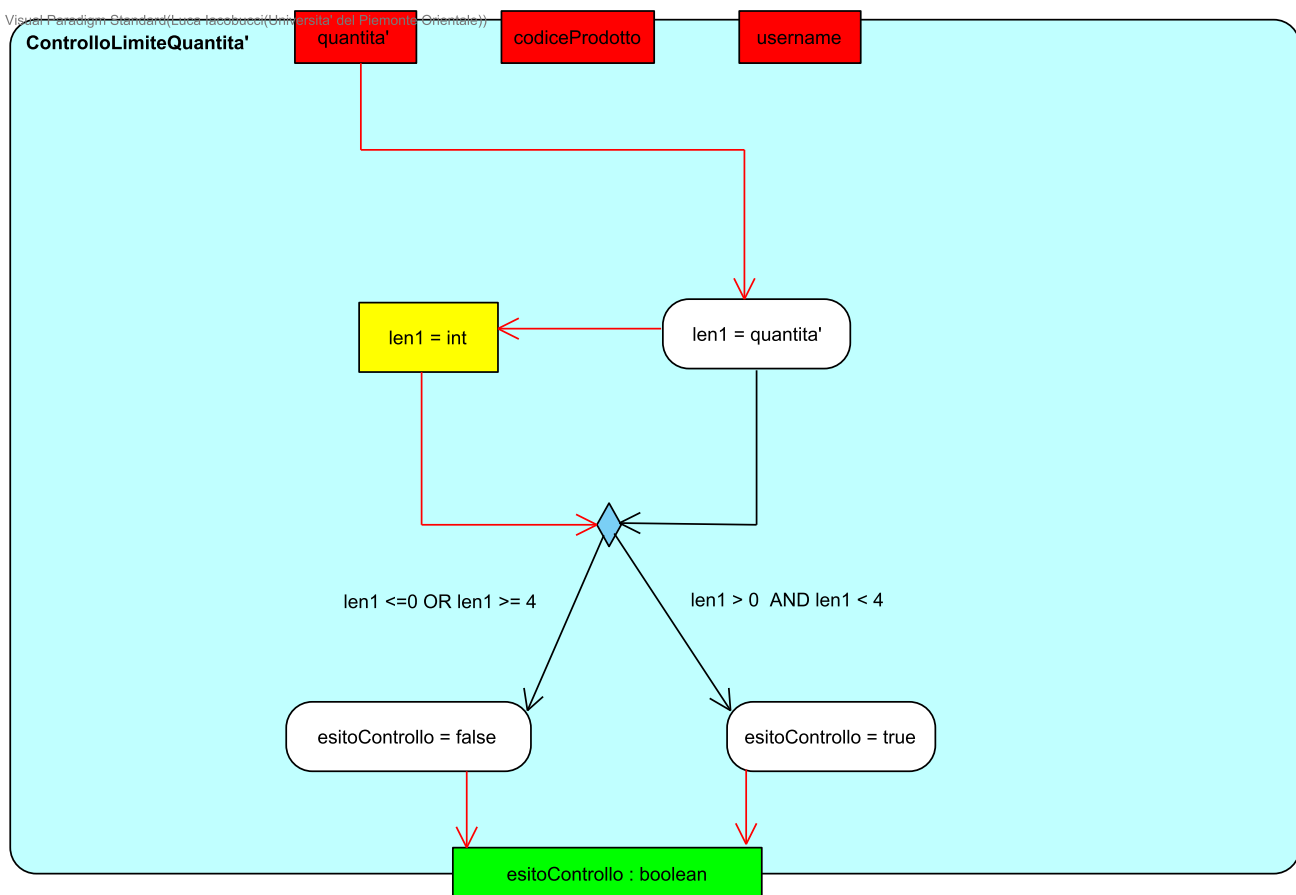 Visual Paradigm Standard(Luca Iacobucci(Universita' del Piemonte Orientale))
ControlloLimiteQuantita'
quantita'
codiceProdotto
username
len1 = int
len1 = quantita'
len1 <=0 OR len1 >= 4
len1 > 0  AND len1 < 4
esitoControllo = false
esitoControllo = true
esitoControllo : boolean